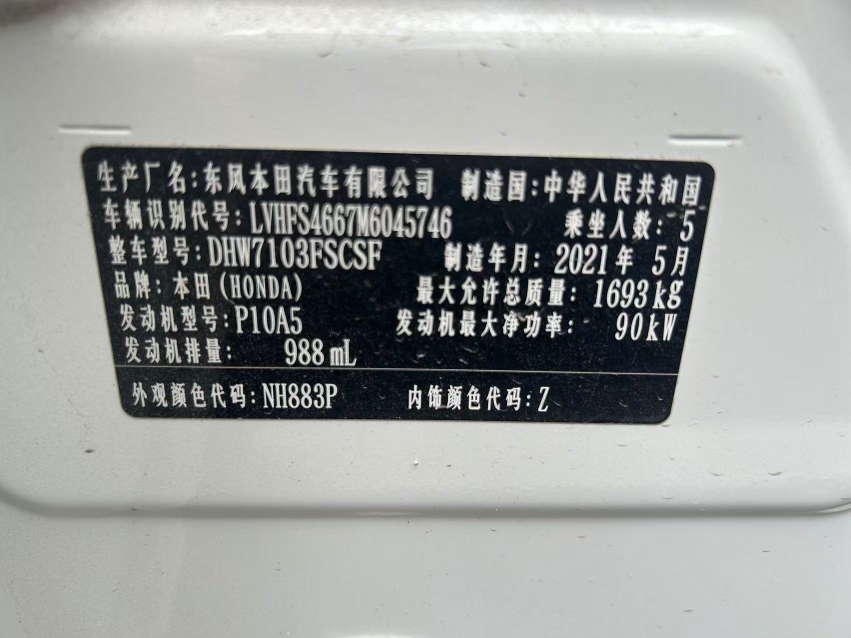 生产厂名:东风本田汽车有限公司 制造国:中华人民共和国
车辆识别代号:LVHFS4667M6045746 乘坐人数:5
整车型号:DHW7103FSCSF 制造年月:2021年 5月
品牌:本田(HONDA) 最大允许总质量:1693kg
发动机型号:P10A5 发动机最大净功率:90kW
发动机排量: 988mL
外观颜色代码:NH883P 内饰颜色代码:Z